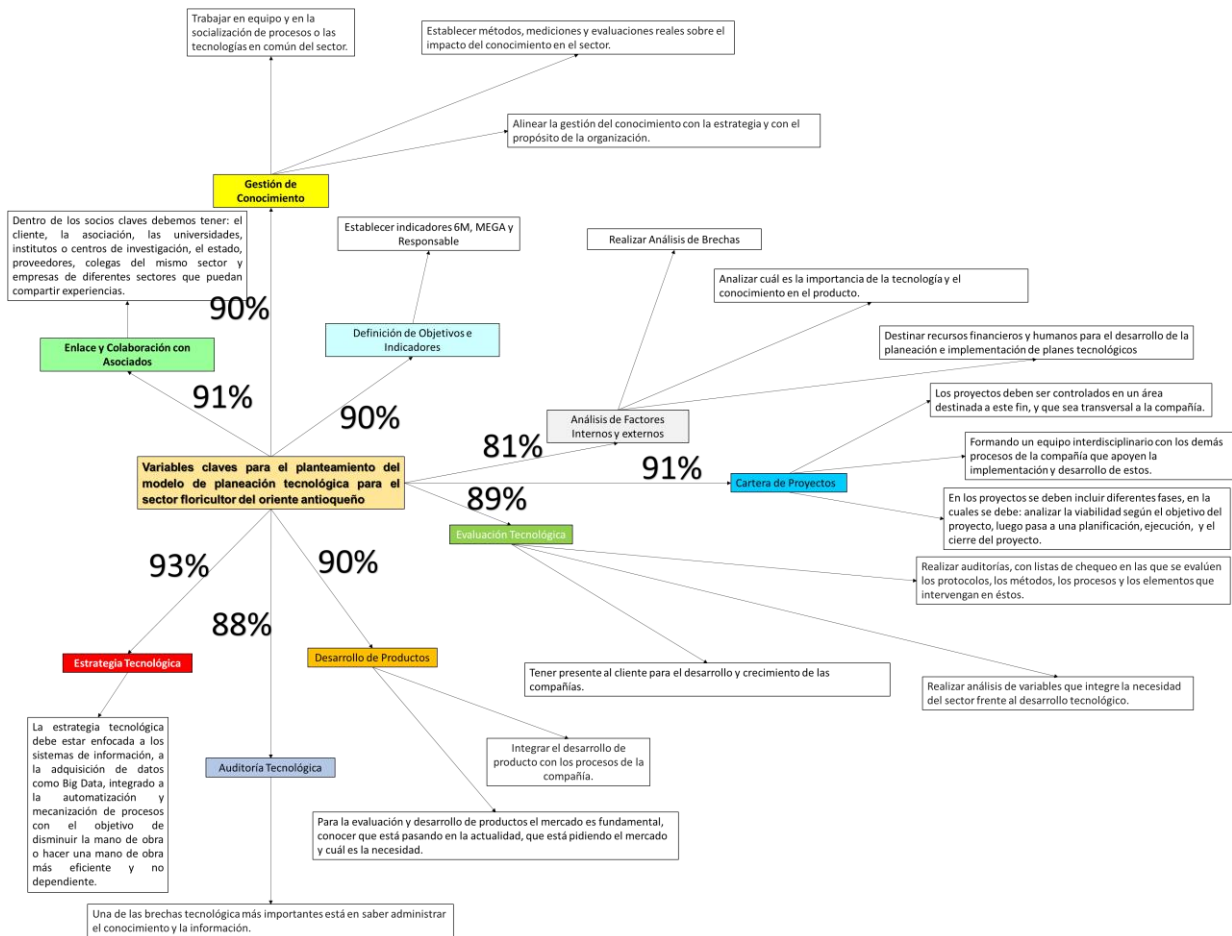 Trabajar en equipo y en la
socialización de procesos o las
tecnologías en común del sector.
Establecer métodos, mediciones y evaluaciones reales sobre el
impacto del conocimiento en el sector.
Alinear la gestión del conocimiento con la estrategia y con el
propósito de la organización.
Gestión de
Conocimiento
Dentro de los socios claves debemos tener: el
cliente, la asociación, las universidades,
institutos o centros de investigación, el estado,
proveedores, colegas del mismo sector y
empresas de diferentes sectores que puedan
compartir experiencias.
Establecer indicadores 6M, MEGA y
Responsable
Realizar Análisis de Brechas
Analizar cuál es la importancia de la tecnología y el
conocimiento en el producto.
90%
Enlace y Colaboración con
Asociados
Definición de Objetivos e
Indicadores
Destinar recursos financieros y humanos para el desarrollo de la
planeación e implementación de planes tecnológicos
91%
90%
Análisis de Factores
Internos y externos
Los proyectos deben ser controlados en un área
destinada a este fin, y que sea transversal a la compañía.
81%
Variables claves para el planteamiento del
modelo de planeación tecnológica para el
sector floricultor del oriente antioqueño
91%
Cartera de Proyectos
Formando un equipo interdisciplinario con los demás
procesos de la compañía que apoyen la
implementación y desarrollo de estos.
89%
Evaluación Tecnológica
En los proyectos se deben incluir diferentes fases, en la
cuales se debe: analizar la viabilidad según el objetivo del
proyecto, luego pasa a una planificación, ejecución, y el
cierre del proyecto.
93%
90%
88%
Realizar auditorías, con listas de chequeo en las que se evalúen
los protocolos, los métodos, los procesos y los elementos que
intervengan en éstos.
Estrategia Tecnológica
Desarrollo de Productos
Tener presente al cliente para el desarrollo y crecimiento de las
compañías.
Realizar análisis de variables que integre la necesidad
del sector frente al desarrollo tecnológico.
La estrategia tecnológica
debe estar enfocada a los
sistemas de información, a
la adquisición de datos
como Big Data, integrado a
la automatización y
mecanización de procesos
con el objetivo de
disminuir la mano de obra
o hacer una mano de obra
más eficiente y no
dependiente.
Auditoría Tecnológica
Integrar el desarrollo de
producto con los procesos de la
compañía.
Para la evaluación y desarrollo de productos el mercado es fundamental,
conocer que está pasando en la actualidad, que está pidiendo el mercado
y cuál es la necesidad.
Una de las brechas tecnológica más importantes está en saber administrar
el conocimiento y la información.